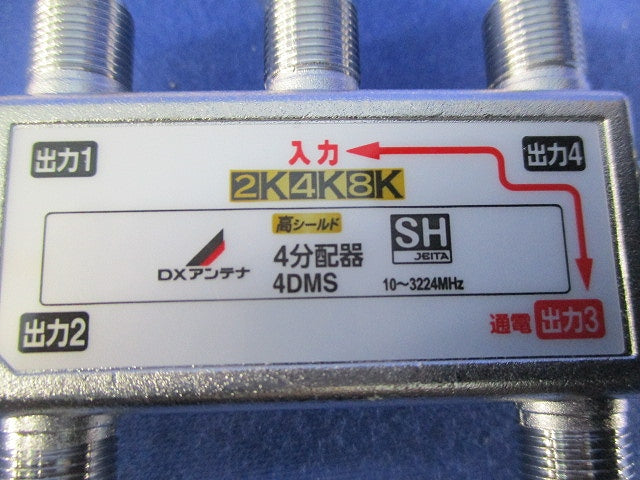 出力1
入力
出力4
2K4K8K
高シールド
DXアンテナ
4分配器
4DMS
SH
JEITA
10〜3224MHz
出力2
通電 出力3